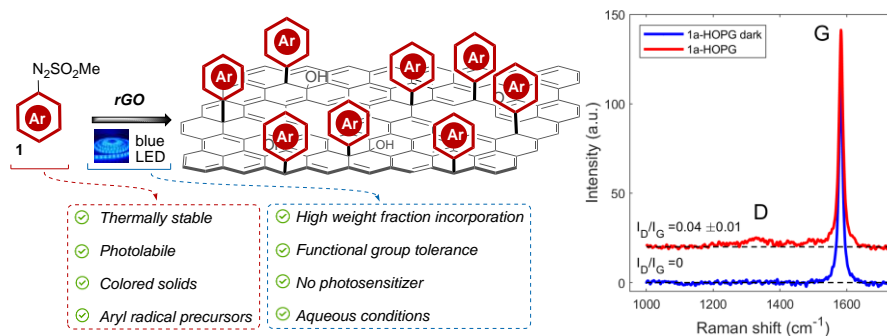 N2SO2Me
Ar
1
rGO
blue
LED
Ar
Ar
Ar
Ar
Ar
Ar
Ar
Ar
Ar
OH
OH
Thermally stable
Photolabile
Colored solids
Aryl radical precursors
High weight fraction incorporation
Functional group tolerance
No photosensitizer
Aqueous conditions
150
100
50
0
Intensity (a.u.)
1a-HOPG dark
1a-HOPG
G
D
ID/IG =0.04 ±0.01
ID/IG =0
1000
1200
1400
1600
Raman shift (cm-1)